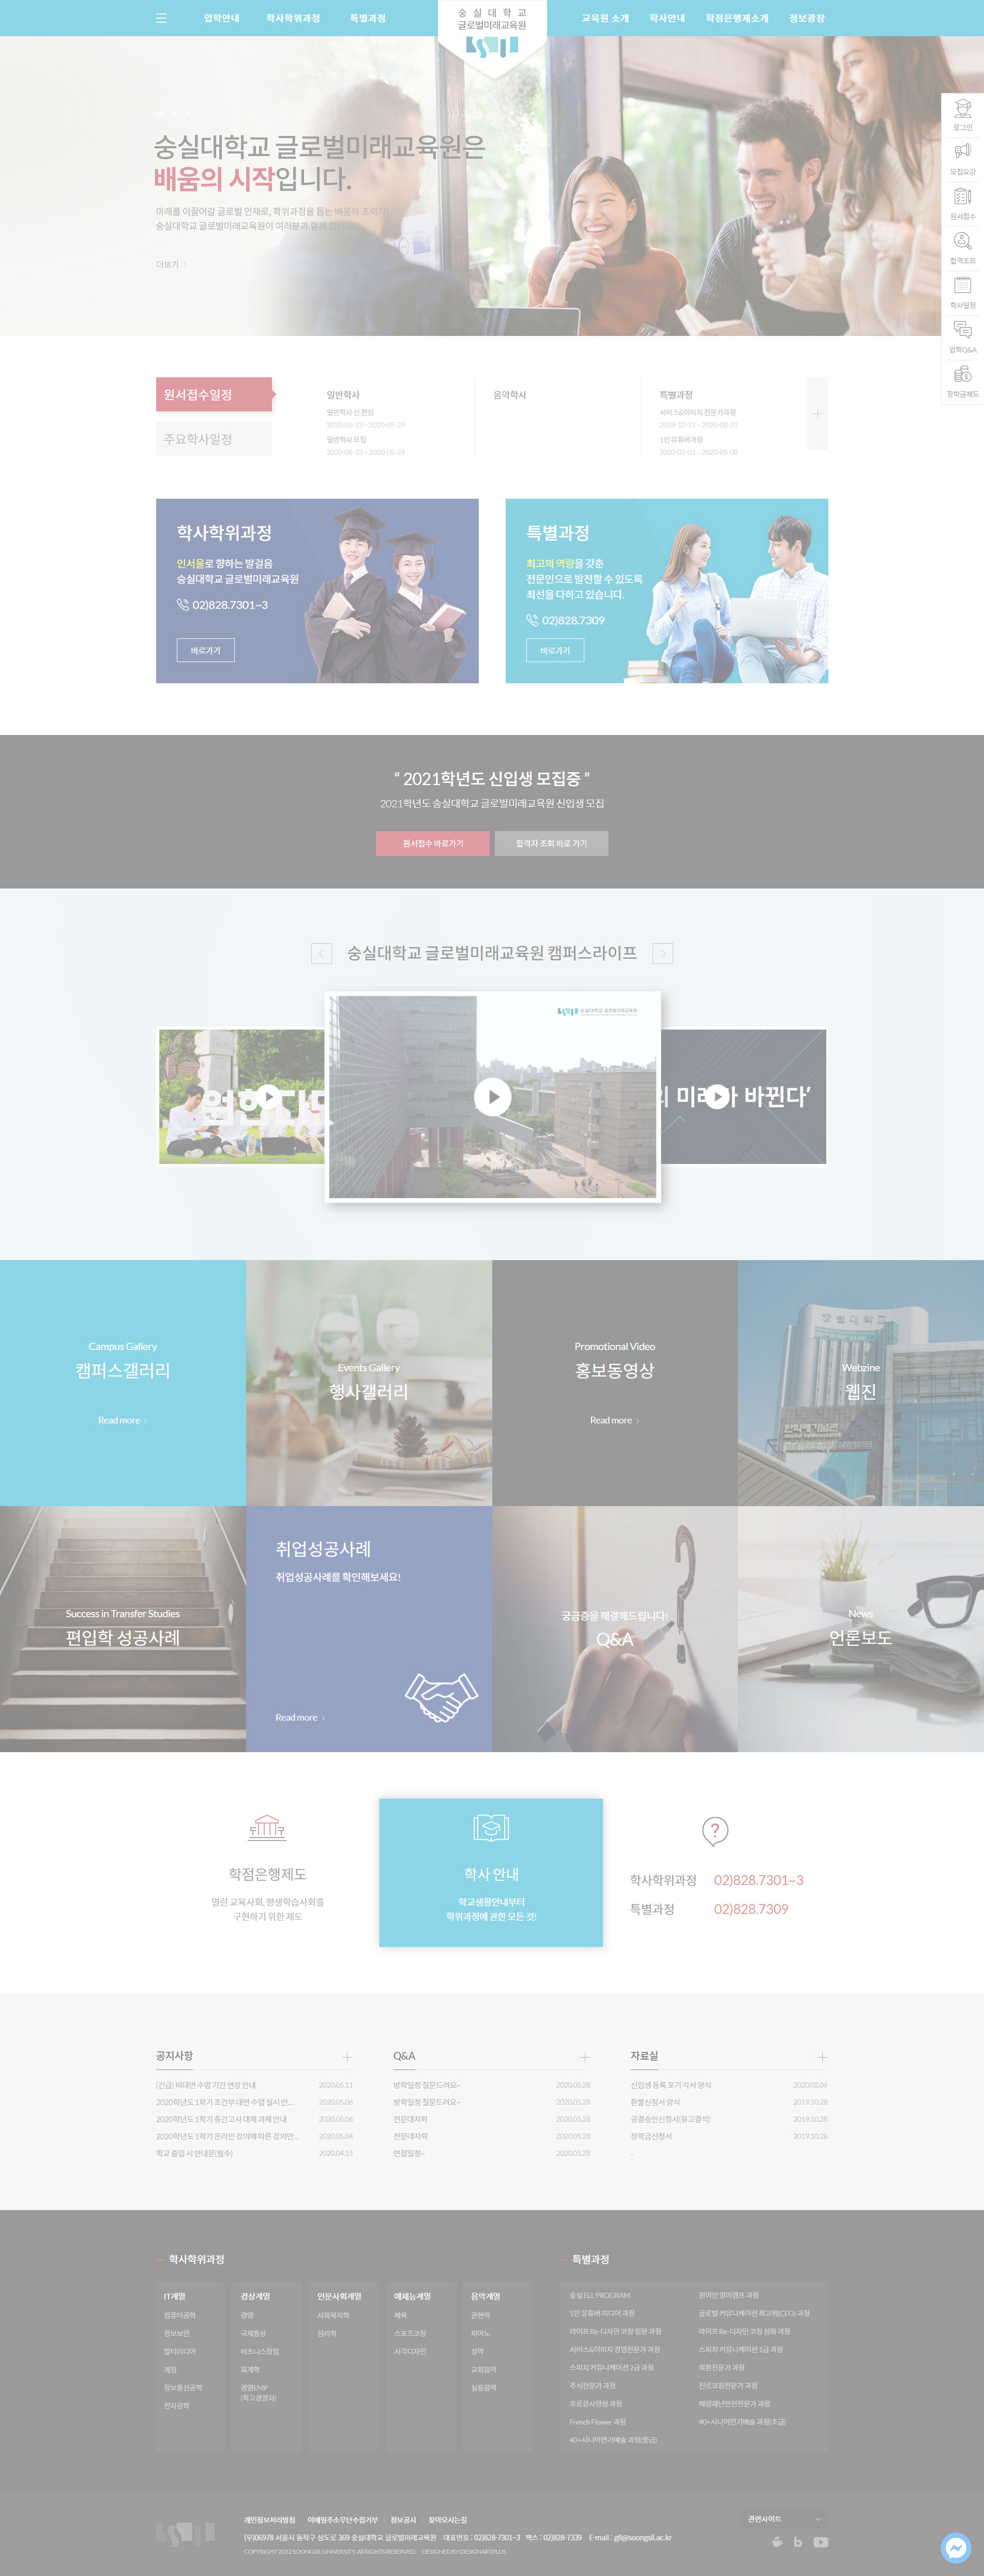 입학안내
학사학위과정
특별과정
숭실대학교
글로벌미래교육원
교육원 소개
학사안내
학점은행제소개
정보광장
숭실대학교 글로벌미래교육원은
배움의 시작입니다.
미래를 이끌어갈 글로벌 인재로, 학위과정을 돕는 배움의 조력자!
숭실대학교 글로벌미래교육원이 여러분과 함께
더보기
로그인
모집요강
원서접수
합격조회
학사일정
입학Q&A
장학금제도
원서접수일정
주요학사일정
일반학사
일반학사 신.편입
2020-05-23 ~ 2020-05-29
일반학사 모집
2020-05-23 ~ 2020-05-29
음악학사
특별과정
서비스&이미지 전문가과정
2019-10-31 ~ 2020-08-31
1인 유튜버과정
2020-01-01 ~ 2020-05-08
학사학위과정
인서울로 향하는 발걸음
숭실대학교 글로벌미래교육원
02)828.7301~3
바로가기
특별과정
최고의 역량을 갖춘
전문인으로 발전할 수 있도록
최선을 다하고 있습니다.
02)828.7309
바로가기
“ 2021학년도 신입생 모집중 ”
2021학년도 숭실대학교 글로벌미래교육원 신입생 모집
원서접수 바로가기
합격자 조회 바로 가기
숭실대학교 글로벌미래교육원 캠퍼스라이프
숭실대학교 글로벌미래교육원
바뀐다’
Campus Gallery
캠퍼스갤러리
Read more
Events Gallery
행사갤러리
Promotional Video
홍보동영상
Read more
숭실대학교
Webzine
웹진
Success in Transfer Studies
편입학 성공사례
취업성공사례
취업성공사례를 확인해보세요!
Read more
궁금증을 해결해드립니다!
Q&A
News
언론보도
학점은행제도
열린 교육사회, 평생학습사회를
구현하기 위한 제도
학사 안내
학교생활안내부터
학위과정에 관한 모든 것!
학사학위과정 02)828.7301~3
특별과정 02)828.7309
공지사항
(긴급) 비대면 수업 기간 연장 안내 2020.05.11
2020학년도 1학기 조건부 대면 수업 실시 안... 2020.05.06
2020학년도 1학기 중간고사 대체 과제 안내 2020.05.06
2020학년도 1학기 온라인 강의에 따른 강의만... 2020.05.04
학교 출입 시 안내문(필수) 2020.04.15
Q&A
방학일정 질문드려요~ 2020.05.28
방학일정 질문드려요~ 2020.05.28
전문대자퇴 2020.05.28
전문대자퇴 2020.05.28
면접일정~ 2020.05.28
자료실
신입생 등록 포기 각서 양식 2020.02.06
환불신청서 양식 2019.10.28
공결승인신청서(유고결석) 2019.10.28
장학금신청서 2019.10.28
-
학사학위과정
IT계열
컴퓨터공학
정보보안
멀티미디어
게임
정보통신공학
전자공학
경상계열
경영
국제통상
비즈니스창업
회계학
경영EMP
(최고경영자)
인문사회계열
사회복지학
심리학
예체능계열
체육
스포츠코칭
시각디자인
음악계열
관현악
피아노
성악
교회음악
실용음악
특별과정
숭실 ELL PROGRAM
1인 유튜버 미디어 과정
라이프 Re-디자인 코칭 입문 과정
서비스&이미지 경영전문가 과정
스피치 커뮤니케이션 2급 과정
주식전문가 과정
프로강사양성 과정
French Flower 과정
40+시니어연기예술 과정(중급)
원어민 영어캠프 과정
글로벌 커뮤니케이션 최고위(CEO) 과정
라이프 Re-디자인 코칭 심화 과정
스피치 커뮤니케이션 1급 과정
외환전문가 과정
진로코칭전문가 과정
해양재난안전전문가 과정
40+시니어연기예술 과정(초급)
개인정보처리방침
이메일주소무단수집거부
정보공시
찾아오시는길
관련사이트
(우)06978 서울시 동작구 상도로 369 숭실대학교 글로벌미래교육원 대표번호 : 02)828-7301~3 팩스 : 02)828-7339 E-mail : gfi@soongsil.ac.kr
COPYRIGHT 2012 SOONGSIL UNIVERSITY. All RIGHTS RESERVED. DESIGNED BY DESIGNARTPLUS